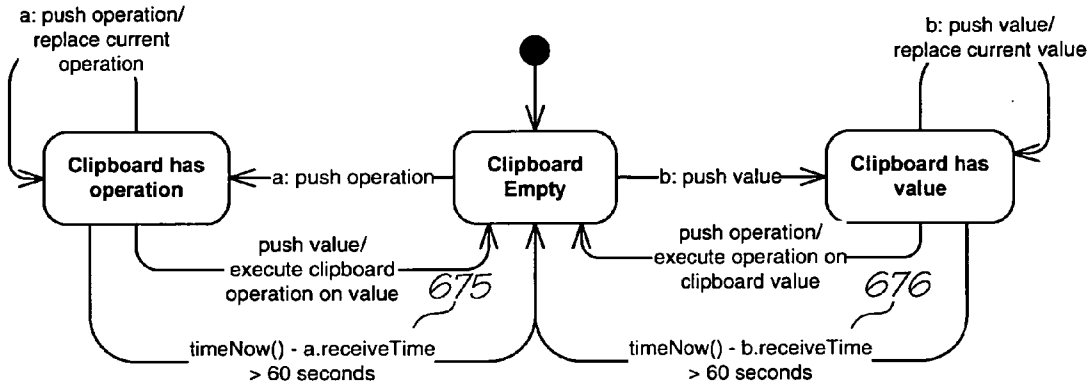 a: push operation/
replace current
operation
b: push value/
replace current value
Clipboard has
operation
a: push operation
Clipboard
Empty
b: push value
Clipboard has
value
push value/
execute clipboard
operation on value
675
push operation/
execute operation on
clipboard value
676
timeNow() - a.receiveTime
> 60 seconds
timeNow() - b.receiveTime
> 60 seconds